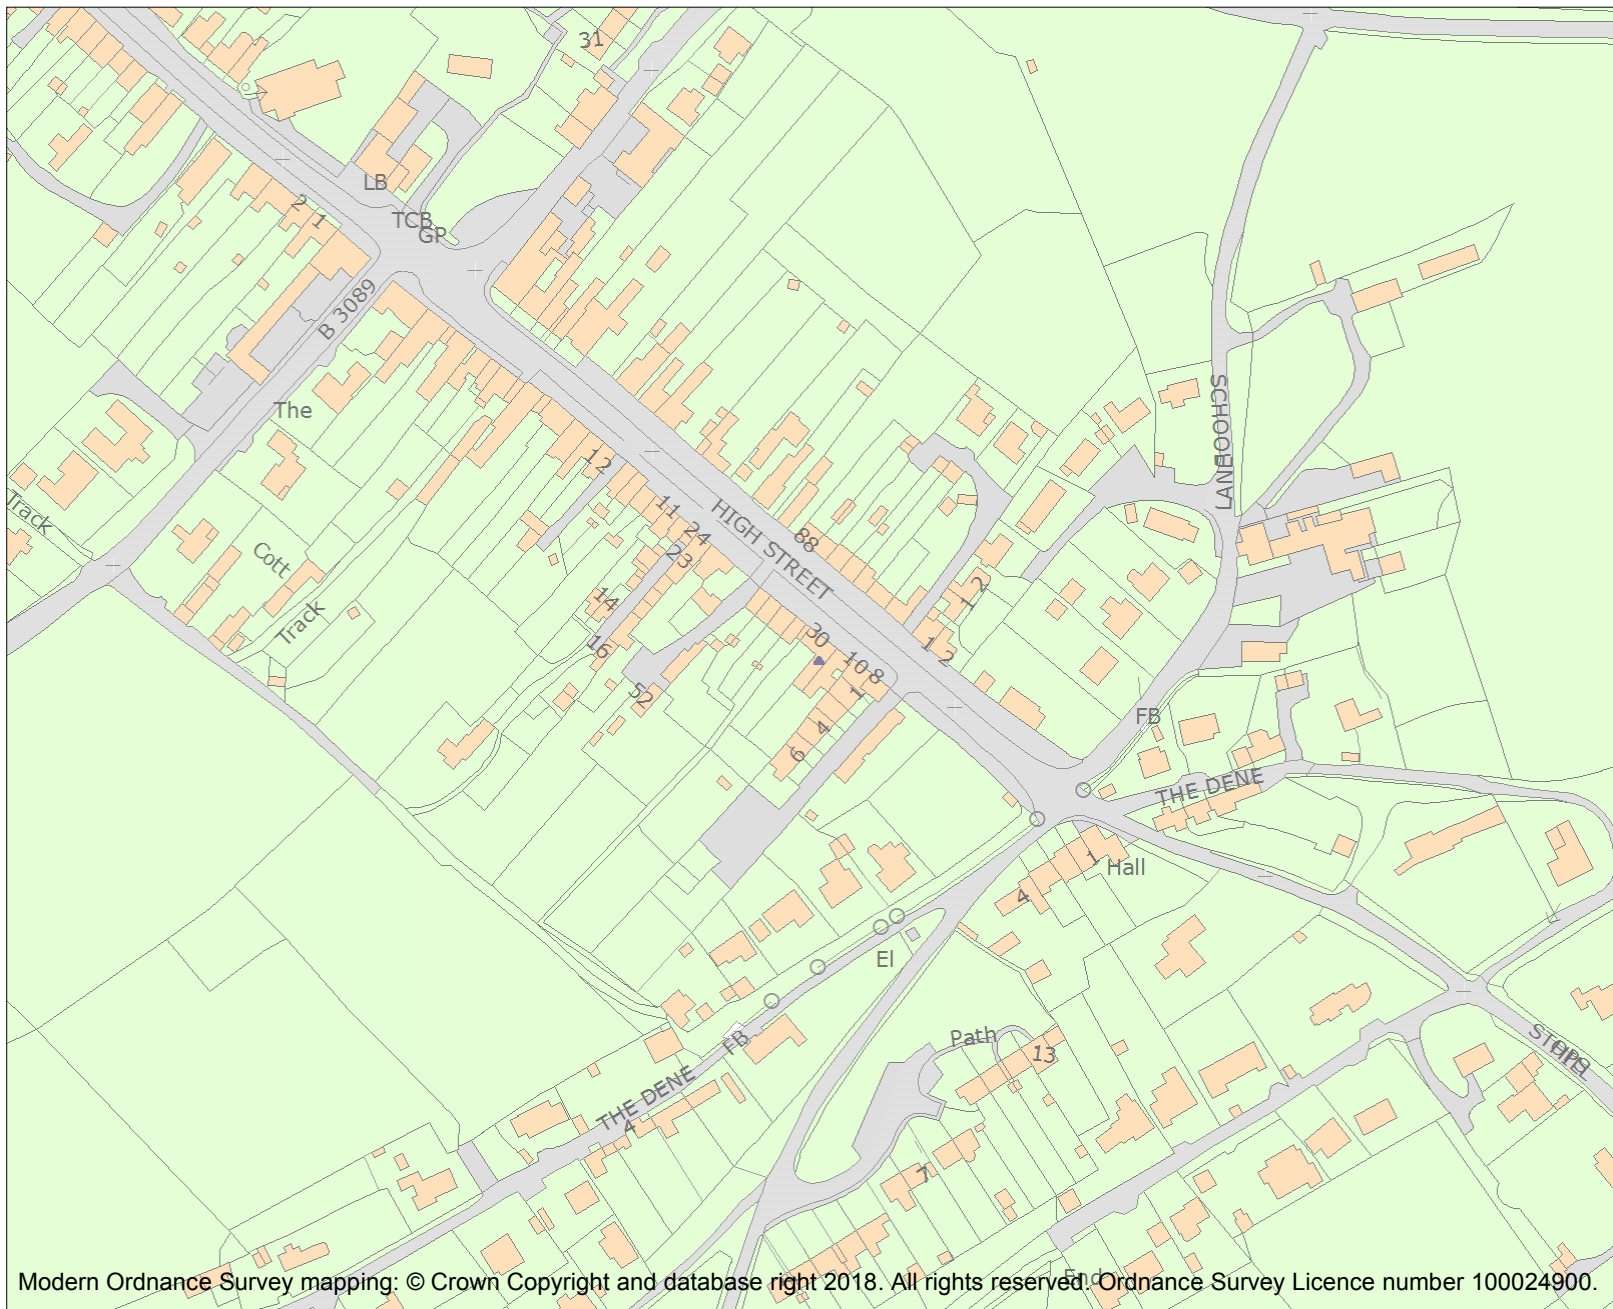 31
LB
TCB
GP
2
1
B 3089
The
SCHOOL LANE
12
11
24
HIGH STREET
88
Track
Cott
23
14
Track
16
30
2
1
1
2
10
8
1
52
4
6
FB
THE DENE
1
Hall
4
El
Path
13
FB
THE DENE
4
7
End
Modern Ordnance Survey mapping: © Crown Copyright and database right 2018. All rights reserved. Ordnance Survey Licence number 100024900.